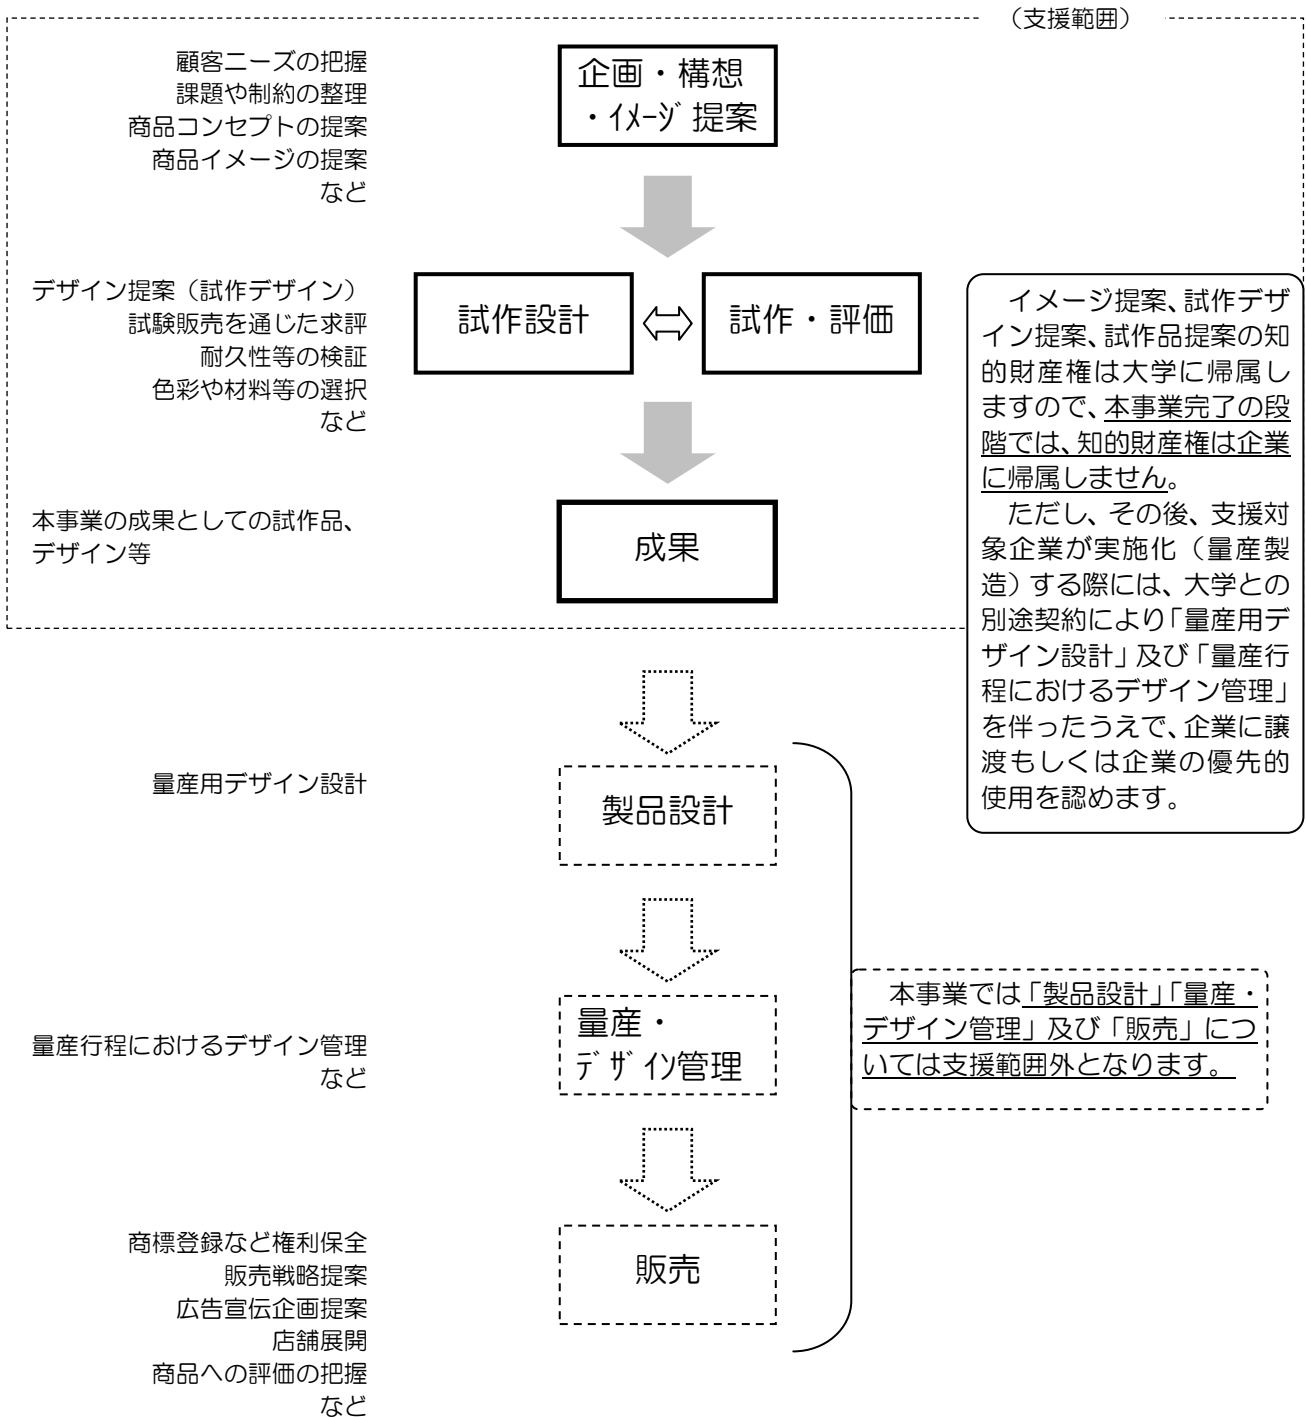 （支援範囲）
顧客ニーズの把握
課題や制約の整理
商品コンセプトの提案
商品イメージの提案
など
企画・構想
・ｲﾒｰｼﾞ提案
デザイン提案（試作デザイン）
試験販売を通じた求評
耐久性等の検証
色彩や材料等の選択
など
試作設計
試作・評価
本事業の成果としての試作品、
デザイン等
成果
イメージ提案、試作デザ
イン提案、試作品提案の知
的財産権は大学に帰属し
ますので、本事業完了の段
階では、知的財産権は企業
に帰属しません。
ただし、その後、支援対
象企業が実施化（量産製
造）する際には、大学との
別途契約により「量産用デ
ザイン設計」及び「量産行
程におけるデザイン管理」
を伴ったうえで、企業に譲
渡もしくは企業の優先的
使用を認めます。
量産用デザイン設計
製品設計
量産行程におけるデザイン管理
など
量産・
ﾃﾞｻﾞｲﾝ管理
本事業では「製品設計」「量産・
デザイン管理」及び「販売」につ
いては支援範囲外となります。
商標登録など権利保全
販売戦略提案
広告宣伝企画提案
店舗展開
商品への評価の把握
など
販売